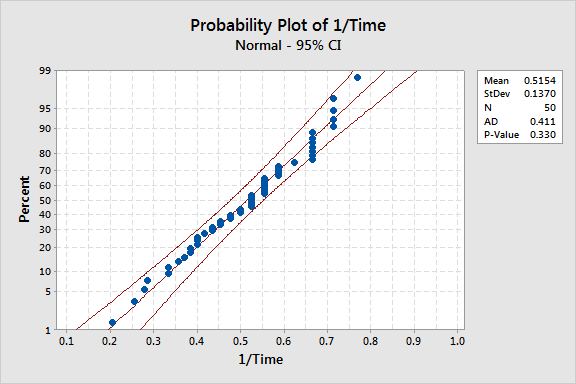 Probability Plot of 1/Time
Normal - 95% CI
99
95
90
80
70
60
50
40
30
20
10
5
1
Percent
0.1 0.2 0.3 0.4 0.5 0.6 0.7 0.8 0.9 1.0
1/Time
Mean 0.5154
StDev 0.1370
N 50
AD 0.411
P-Value 0.330